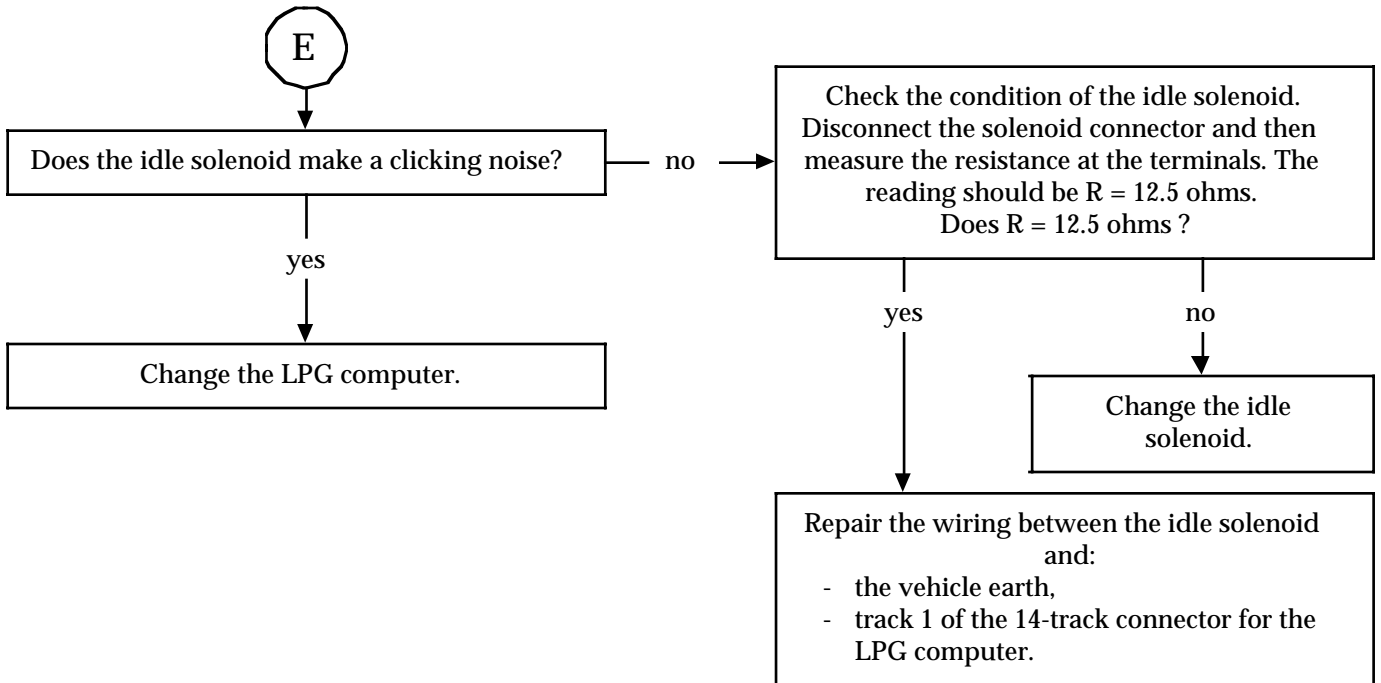 E
Does the idle solenoid make a clicking noise?
no
Check the condition of the idle solenoid.
Disconnect the solenoid connector and then
measure the resistance at the terminals. The
reading should be R = 12.5 ohms.
Does R = 12.5 ohms ?
yes
Change the LPG computer.
yes
no
Change the idle
solenoid.
Repair the wiring between the idle solenoid
and:
- the vehicle earth,
- track 1 of the 14-track connector for the
LPG computer.